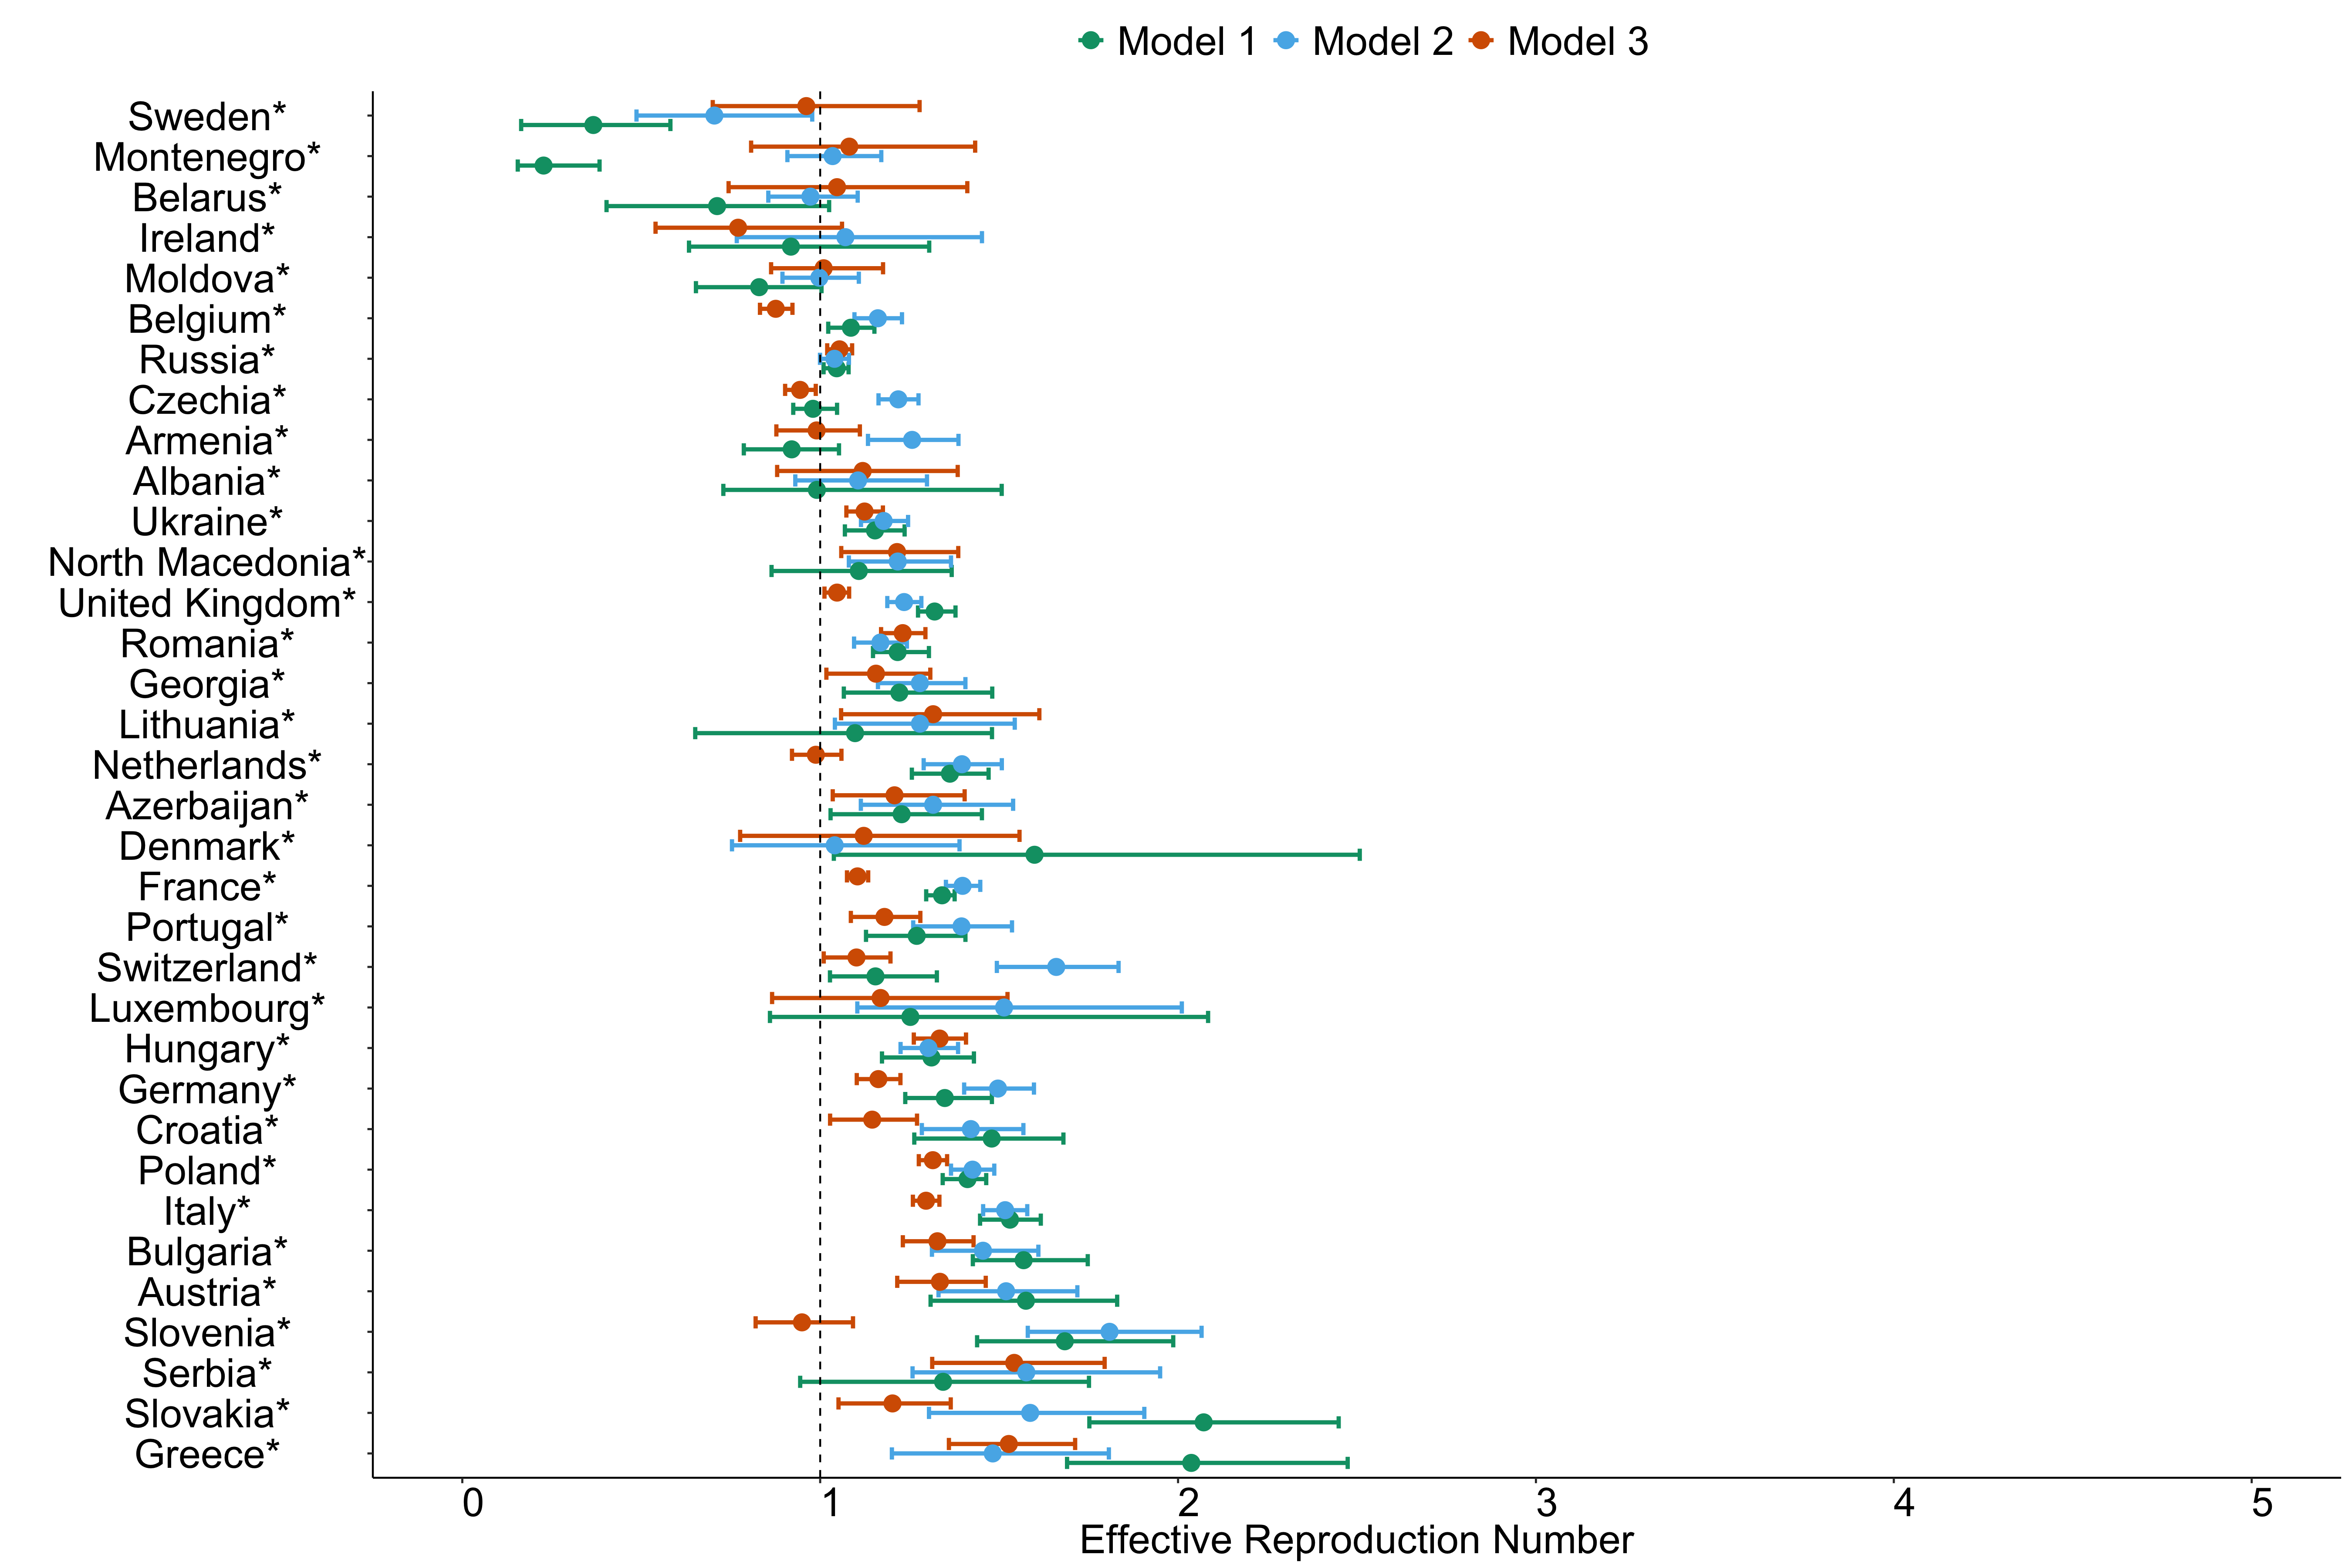 Model 1 Model 2 Model 3
Sweden*
Montenegro*
Belarus*
Ireland*
Moldova*
Belgium*
Russia*
Czechia*
Armenia*
Albania*
Ukraine*
North Macedonia*
United Kingdom*
Romania*
Georgia*
Lithuania*
Netherlands*
Azerbaijan*
Denmark*
France*
Portugal*
Switzerland*
Luxembourg*
Hungary*
Germany*
Croatia*
Poland*
Italy*
Bulgaria*
Austria*
Slovenia*
Serbia*
Slovakia*
Greece*
0 1 2 3 4 5
Effective Reproduction Number